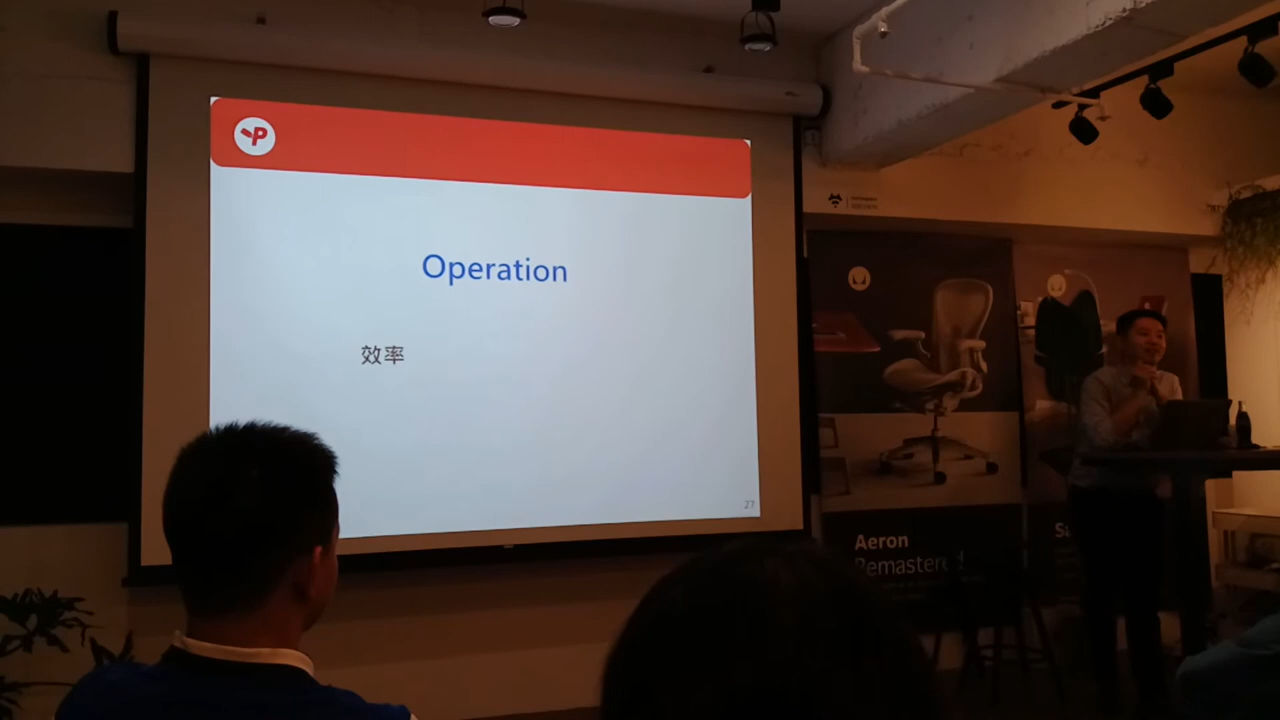 P
Operation
效率
27
Aeron
Remastered